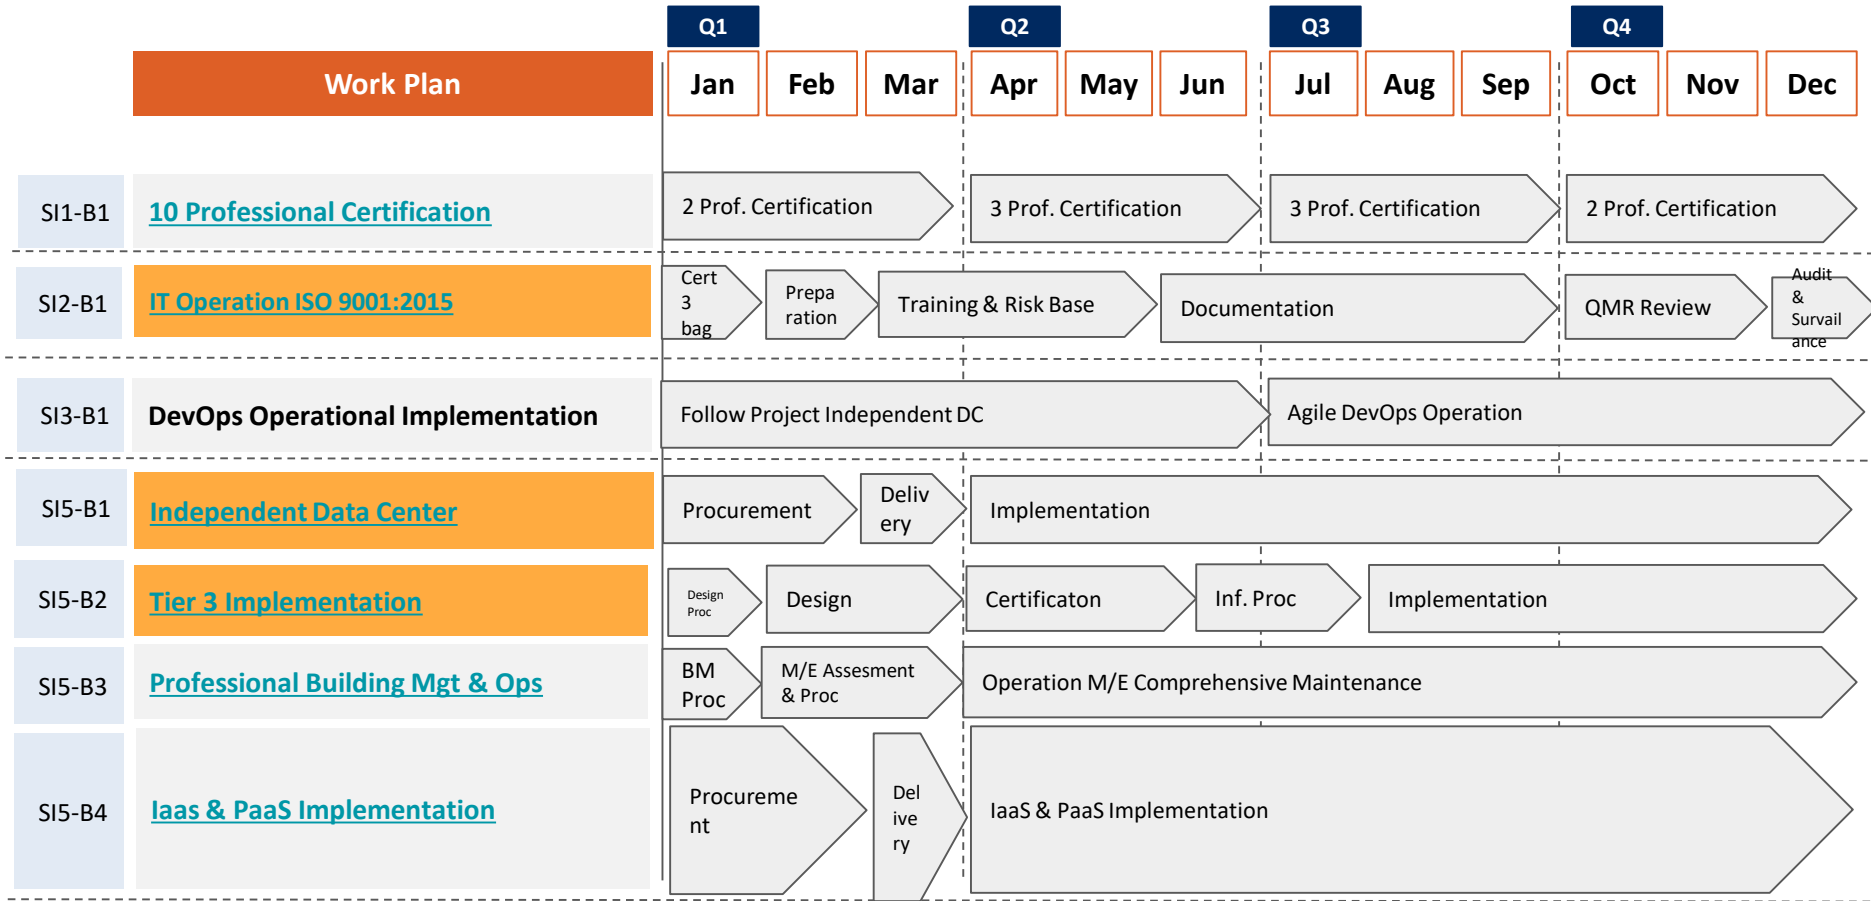 Q1
Q2
Q3
Q4
Work Plan
Jan
Feb
Mar
Apr
May
Jun
Jul
Aug
Sep
Oct
Nov
Dec
SI1-B1
10 Professional Certification
2 Prof. Certification
3 Prof. Certification
3 Prof. Certification
2 Prof. Certification
SI2-B1
IT Operation ISO 9001:2015
Cert
3
bag
Prepa
ration
Training & Risk Base
Documentation
QMR Review
Audit
&
Survail
ance
SI3-B1
DevOps Operational Implementation
Follow Project Independent DC
Agile DevOps Operation
SI5-B1
Independent Data Center
Procurement
Deliv
ery
Implementation
SI5-B2
Tier 3 Implementation
Design
Proc
Design
Certificaton
Inf. Proc
Implementation
SI5-B3
Professional Building Mgt & Ops
BM
Proc
M/E Assesment
& Proc
Operation M/E Comprehensive Maintenance
SI5-B4
Iaas & PaaS Implementation
Procureme
nt
Del
ive
ry
IaaS & PaaS Implementation